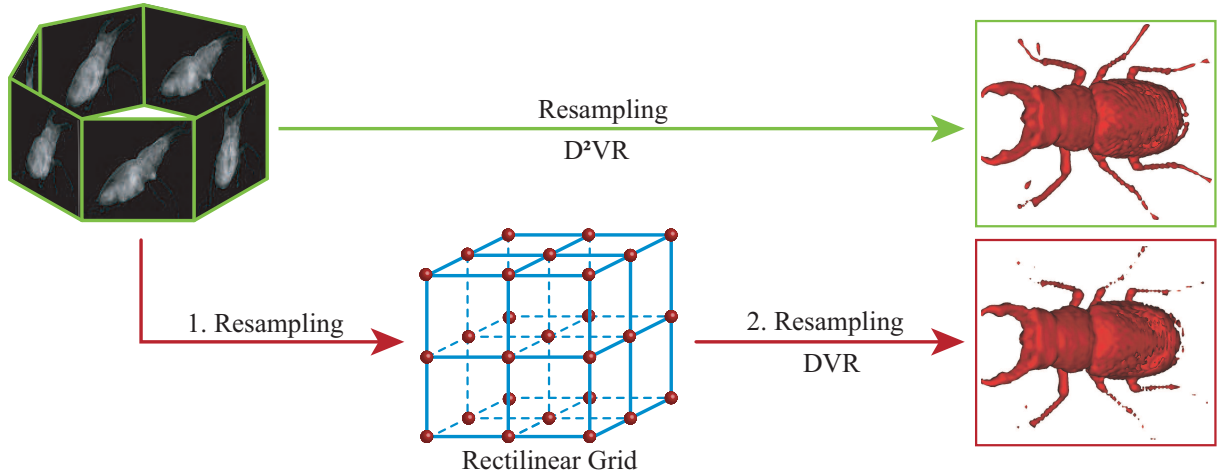 Resampling
D²VR
1. Resampling
2. Resampling
DVR
Rectilinear Grid